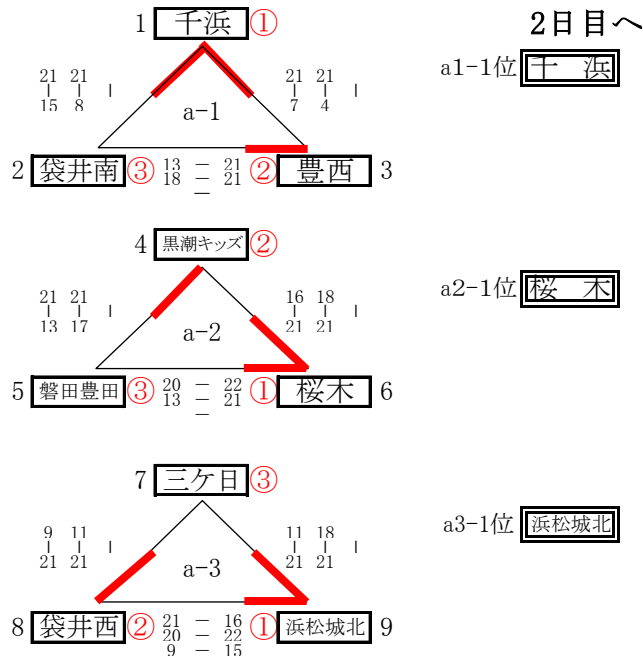 1 千浜 ① 2日目へ
a1-1位 千 浜
21 21 | 21 21
| | | |
15 8 7 4
a-1
2 袋井南 ③ 13 − 21 ② 豊西 3
18 − 21
−
4 黒潮キッズ ②
a2-1位 桜 木
21 21 | 16 18 |
| | | |
13 17 21 21
a-2
5 磐田豊田 ③ 20 − 22 ① 桜木 6
13 − 21
−
7 三ケ日 ③
a3-1位 浜松城北
9 11 | 11 18 |
| | | |
21 21 21 21
a-3
8 袋井西 ② 21 − 16 ① 浜松城北 9
20 − 22
9 − 15